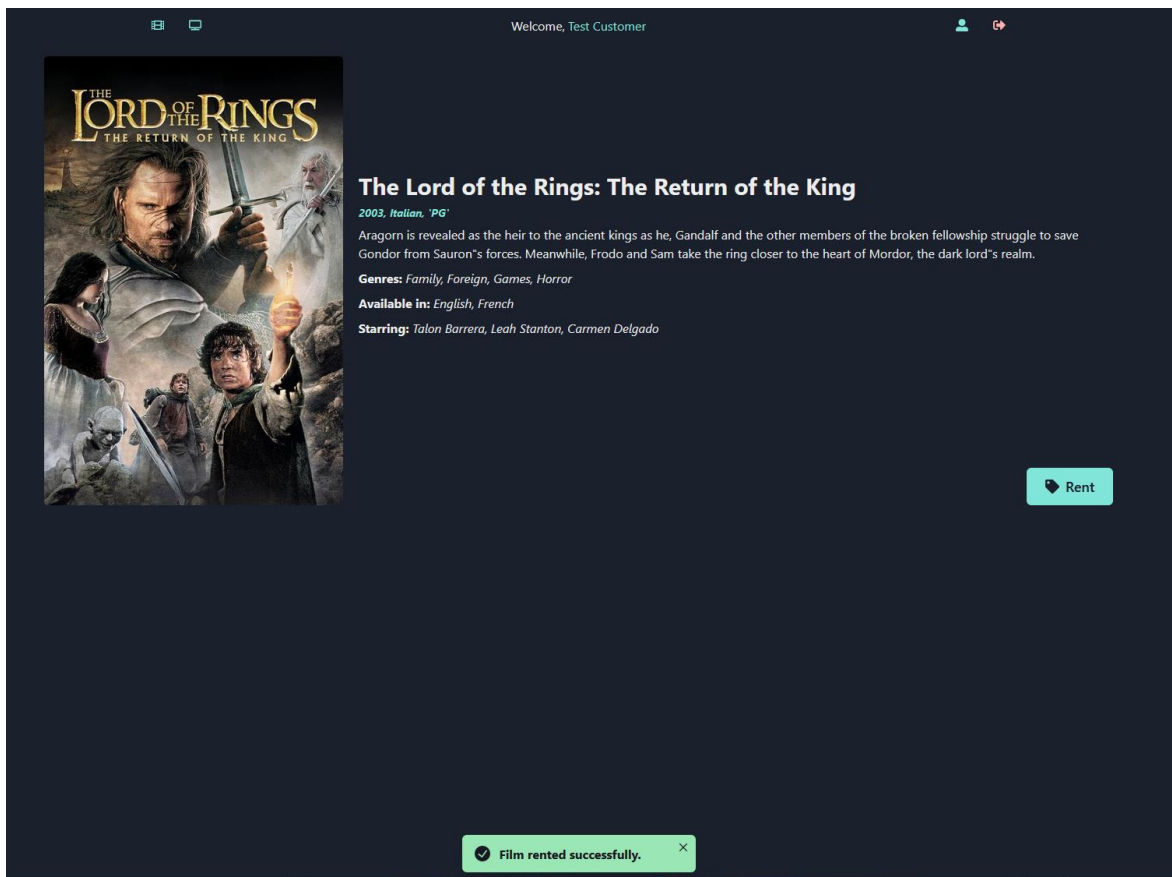 Welcome, Test Customer
THE
LORD OF THE RINGS
THE RETURN OF THE KING
The Lord of the Rings: The Return of the King
2003, Italian, 'PG'
Aragorn is revealed as the heir to the ancient kings as he, Gandalf and the other members of the broken fellowship struggle to save
Gondor from Sauron"s forces. Meanwhile, Frodo and Sam take the ring closer to the heart of Mordor, the dark lord"s realm.
Genres: Family, Foreign, Games, Horror
Available in: English, French
Starring: Talon Barrera, Leah Stanton, Carmen Delgado
Rent
Film rented successfully.